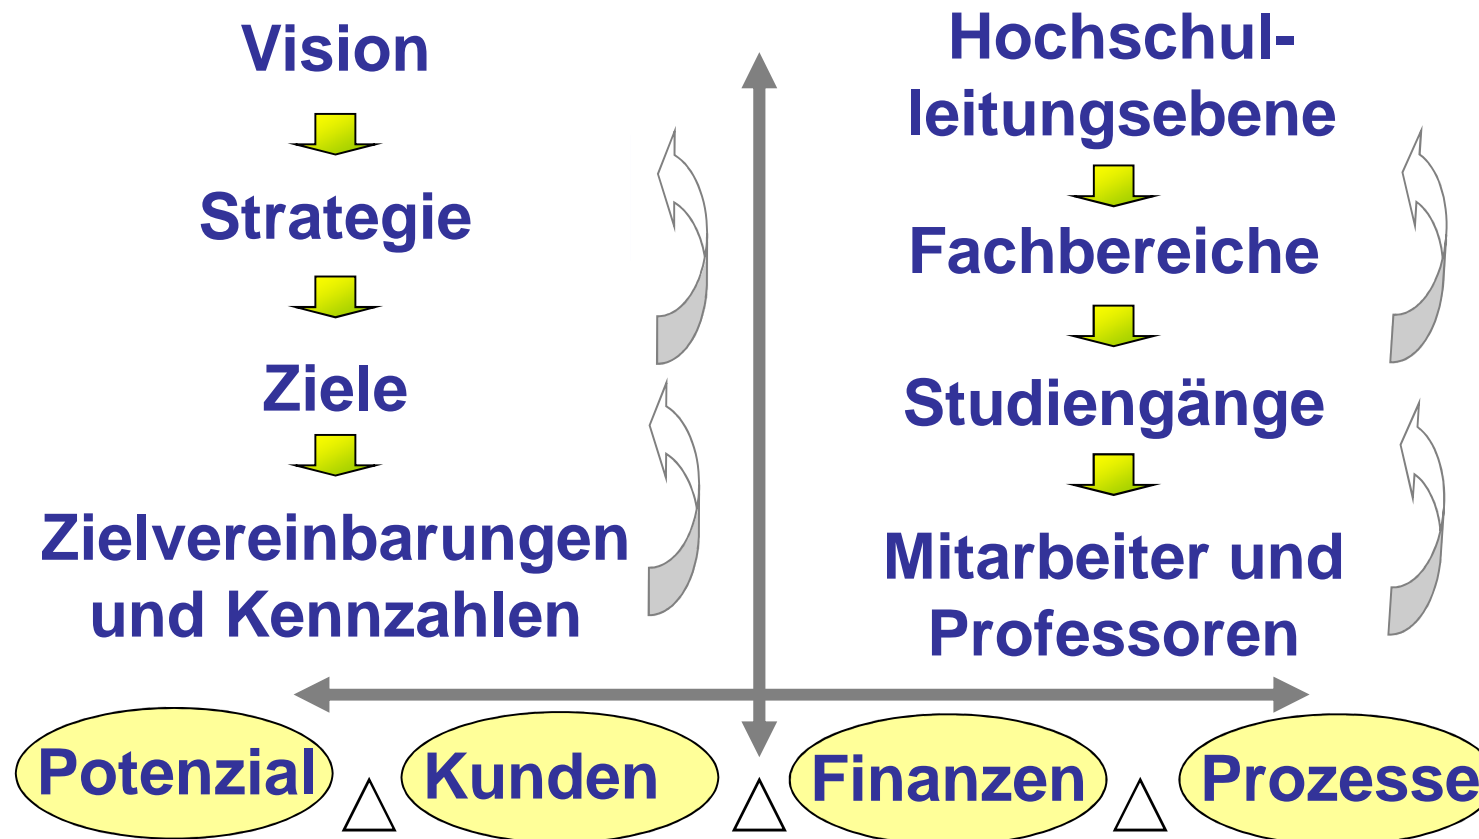 Vision
Strategie
Ziele
Zielvereinbarungen
und Kennzahlen
Hochschul-
leitungsebene
Fachbereiche
Studiengänge
Mitarbeiter und
Professoren
Potenzial
Kunden
Finanzen
Prozesse